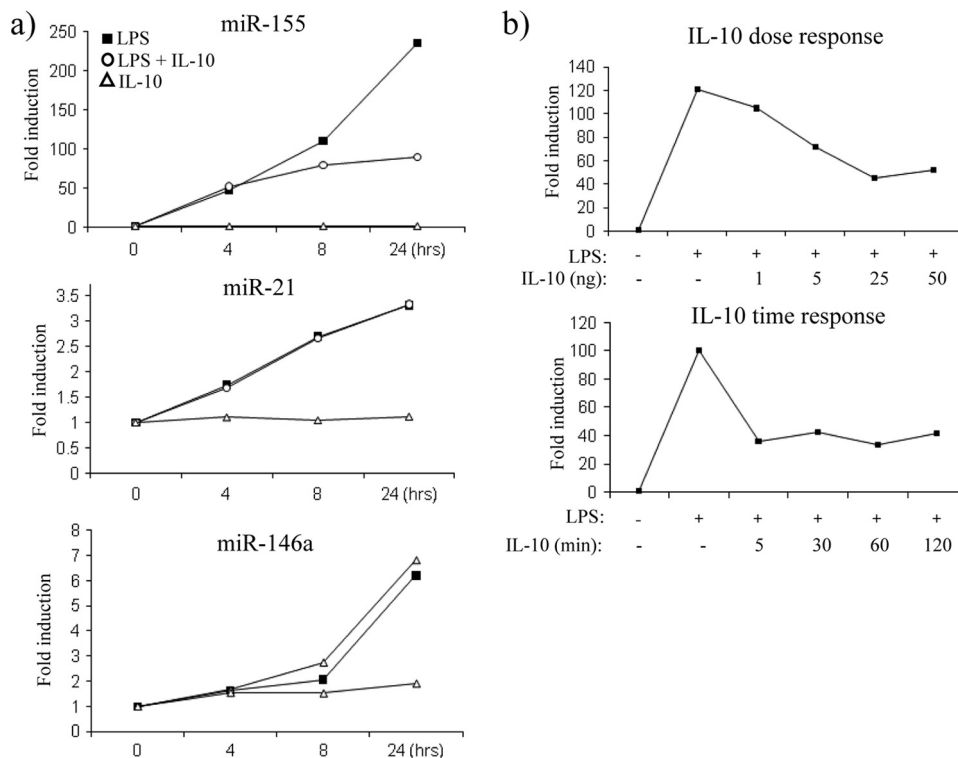 a)
miR-155
LPS
LPS + IL-10
IL-10
Fold induction
250
200
150
100
50
0
0 4 8 24 (hrs)
miR-21
Fold induction
3.5
3
2.5
2
1.5
1
0.5
0
0 4 8 24 (hrs)
miR-146a
Fold induction
8
7
6
5
4
3
2
1
0
0 4 8 24 (hrs)
b)
IL-10 dose response
Fold induction
140
120
100
80
60
40
20
0
LPS: - + + + + +
IL-10 (ng): - - 1 5 25 50
IL-10 time response
Fold induction
120
100
80
60
40
20
0
LPS: - + + + + +
IL-10 (min): - - 5 30 60 120